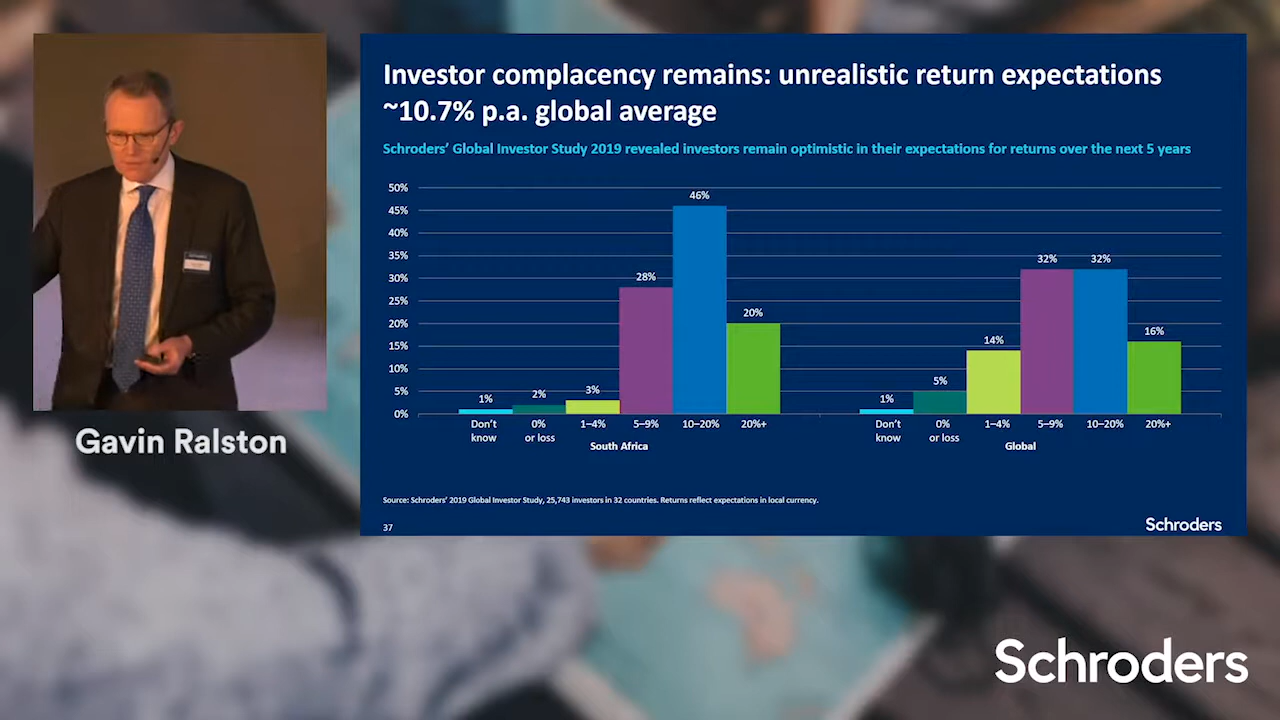 Investor complacency remains: unrealistic return expectations
~10.7% p.a. global average
Schroders' Global Investor Study 2019 revealed investors remain optimistic in their expectations for returns over the next 5 years
50%
45%
40%
35%
30%
25%
20%
15%
10%
5%
0%
1%
2%
3%
28%
46%
20%
1%
5%
14%
32%
32%
16%
Don't
know
0%
or loss
1–4%
5–9%
10–20%
20%+
South Africa
Don't
know
0%
or loss
1–4%
5–9%
10–20%
20%+
Global
Source: Schroders' 2019 Global Investor Study, 25,743 investors in 32 countries. Returns reflect expectations in local currency.
37
Schroders
Gavin Ralston
Schroders